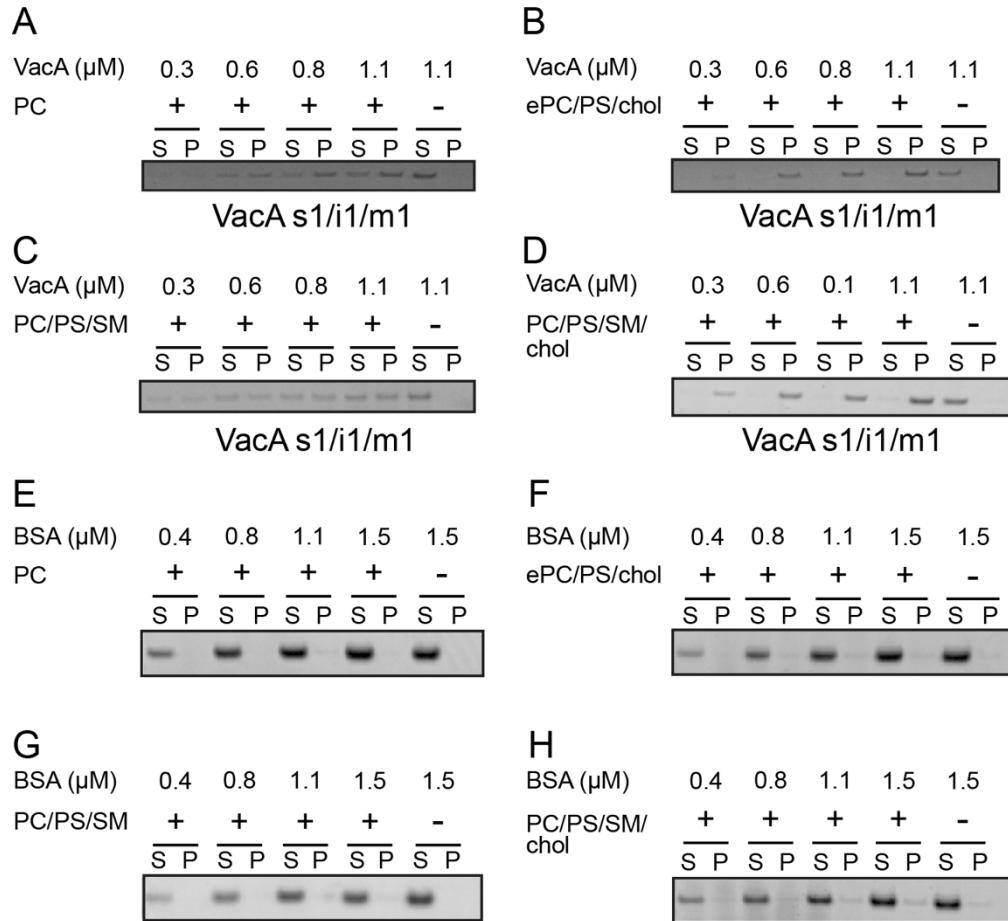 A
VacA (µM) 0.3 0.6 0.8 1.1 1.1
PC + + + + -
S P S P S P S P S P
VacA s1/i1/m1
B
VacA (µM) 0.3 0.6 0.8 1.1 1.1
ePC/PS/chol + + + + -
S P S P S P S P S P
VacA s1/i1/m1
C
VacA (µM) 0.3 0.6 0.8 1.1 1.1
PC/PS/SM + + + + -
S P S P S P S P S P
VacA s1/i1/m1
D
VacA (µM) 0.3 0.6 0.1 1.1 1.1
PC/PS/SM/ + + + + -
chol
S P S P S P S P S P
VacA s1/i1/m1
E
BSA (µM) 0.4 0.8 1.1 1.5 1.5
PC + + + + -
S P S P S P S P S P
F
BSA (µM) 0.4 0.8 1.1 1.5 1.5
ePC/PS/chol + + + + -
S P S P S P S P S P
G
BSA (µM) 0.4 0.8 1.1 1.5 1.5
PC/PS/SM + + + + -
S P S P S P S P S P
H
BSA (µM) 0.4 0.8 1.1 1.5 1.5
PC/PS/SM/ + + + + -
chol
S P S P S P S P S P